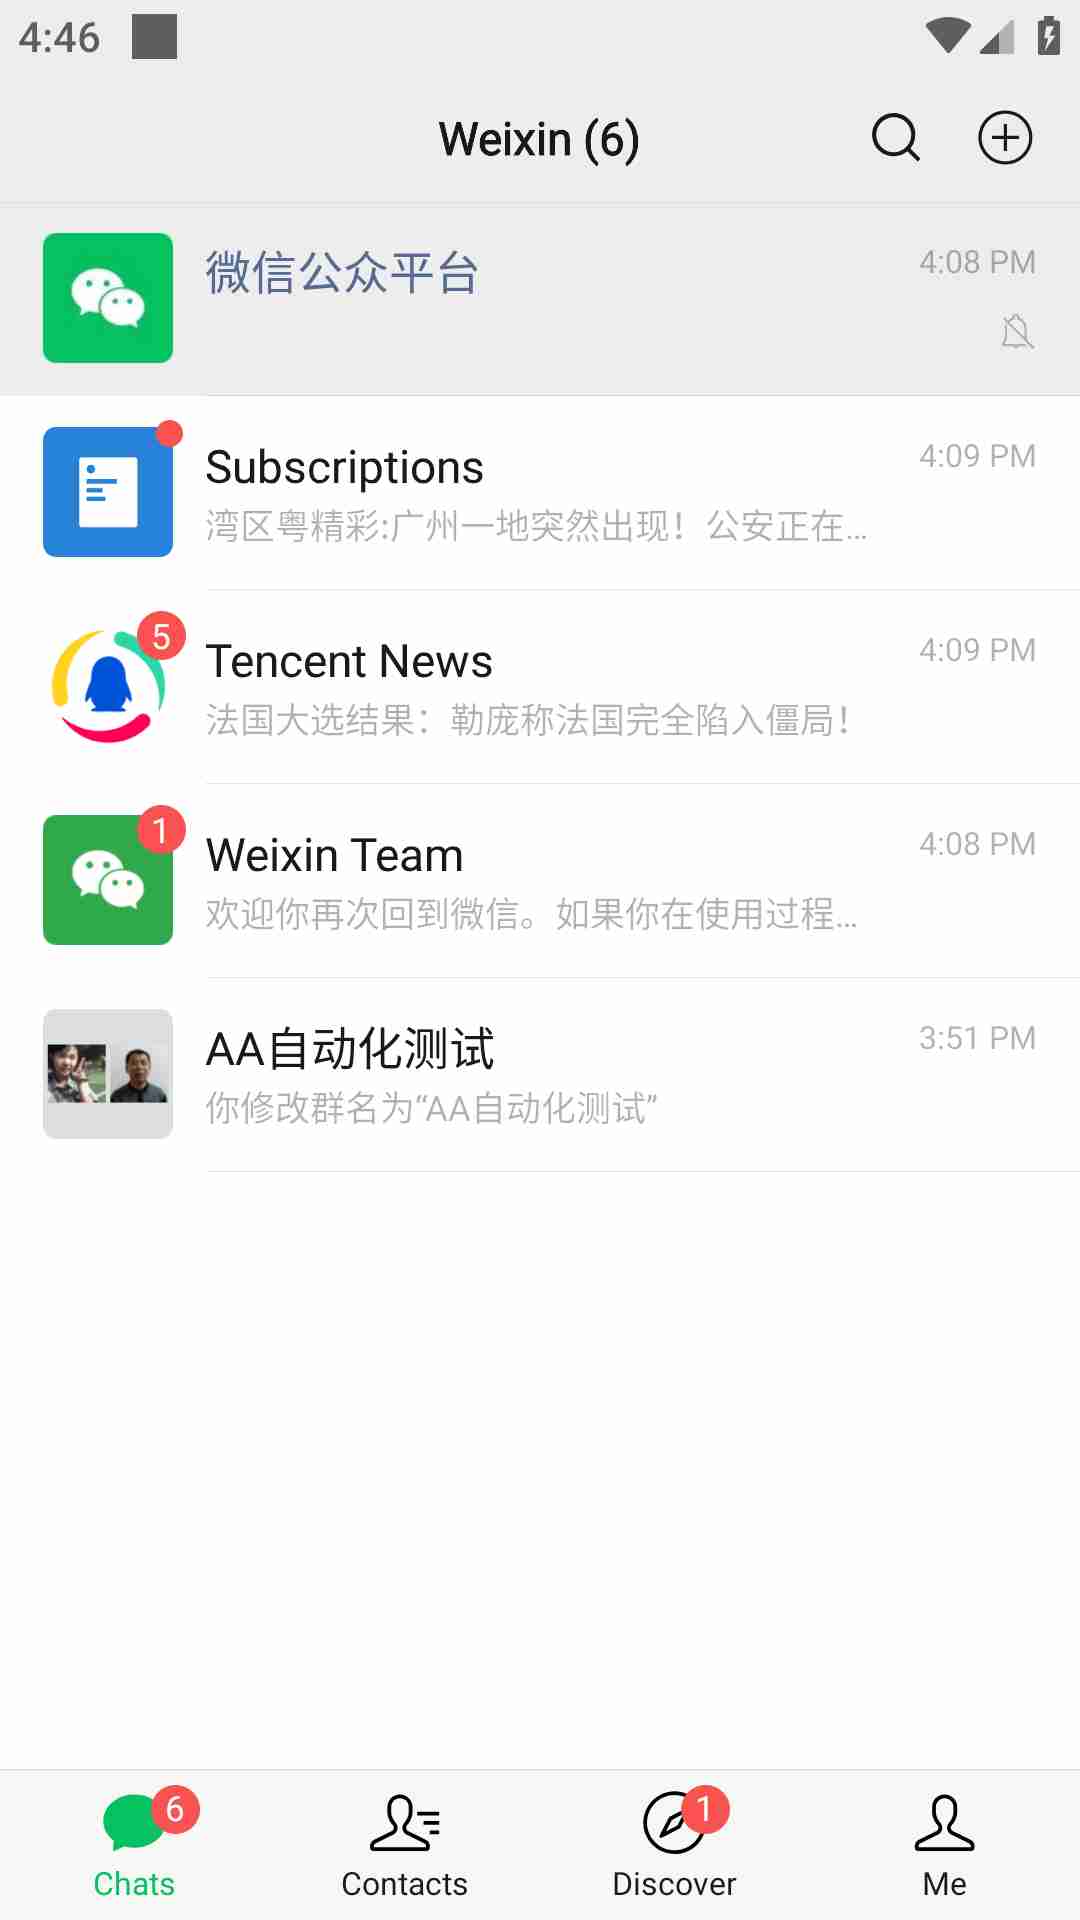 4:46
Weixin (6)
微信公众平台
4:08 PM
Subscriptions
4:09 PM
湾区粤精彩:广州一地突然出现！公安正在...
5
Tencent News
4:09 PM
法国大选结果：勒庞称法国完全陷入僵局！
1
Weixin Team
4:08 PM
欢迎你再次回到微信。如果你在使用过程...
AA自动化测试
3:51 PM
你修改群名为“AA自动化测试”
6
1
Chats
Contacts
Discover
Me